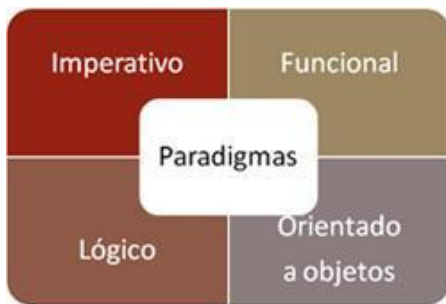 Imperativo
Funcional
Paradigmas
Lógico
Orientado
a objetos